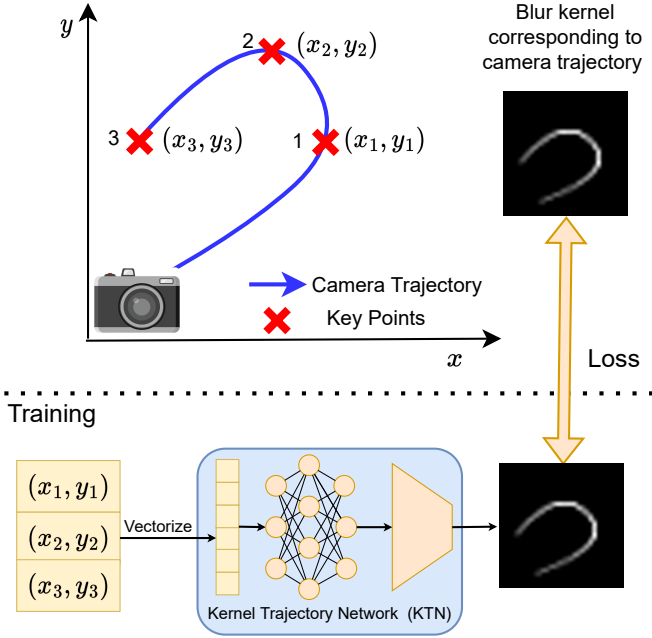 y
2
(x₂, y₂)
3
(x₃, y₃)
1
(x₁, y₁)
Camera Trajectory
Key Points
x
Blur kernel
corresponding to
camera trajectory
Loss
Training
(x₁, y₁)
(x₂, y₂)
(x₃, y₃)
Vectorize
Kernel Trajectory Network (KTN)